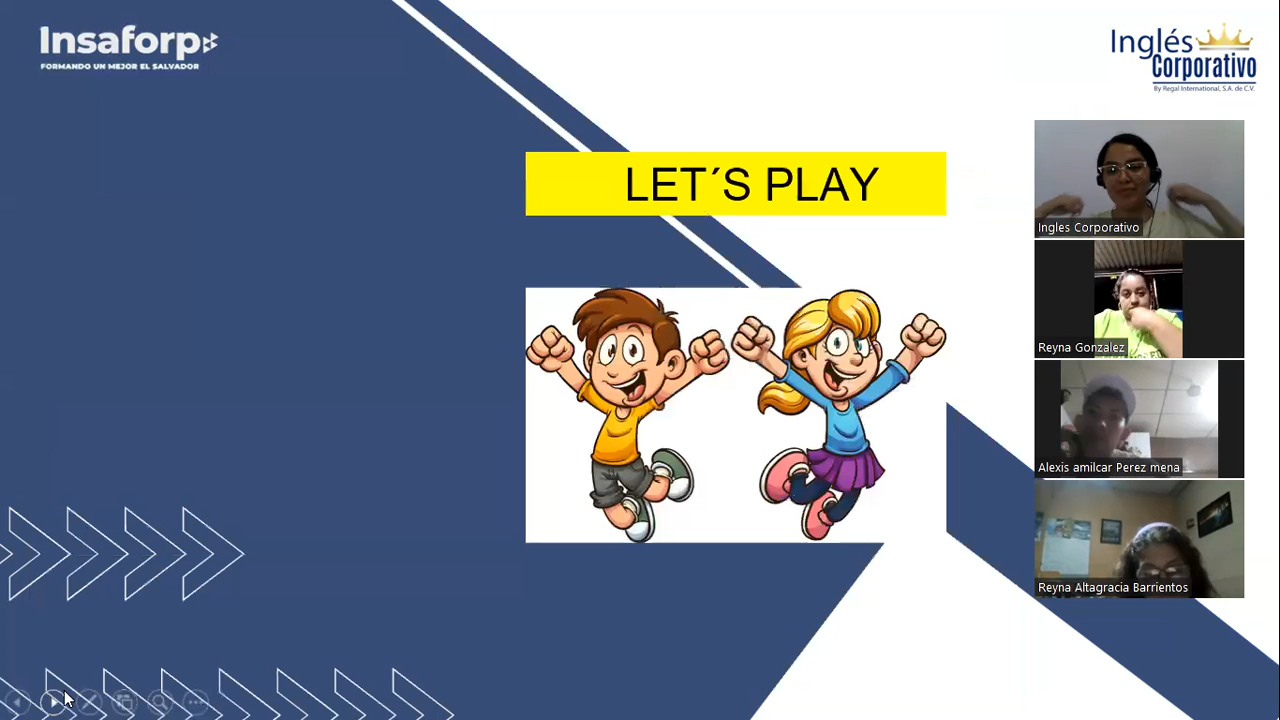 Insaforp
FORMANDO UN MEJOR EL SALVADOR
Inglés
Corporativo
By Regal International, S.A. de C.V.
LET´S PLAY
Ingles Corporativo
Reyna Gonzalez
Alexis amilcar Perez mena
Reyna Altagracia Barrientos